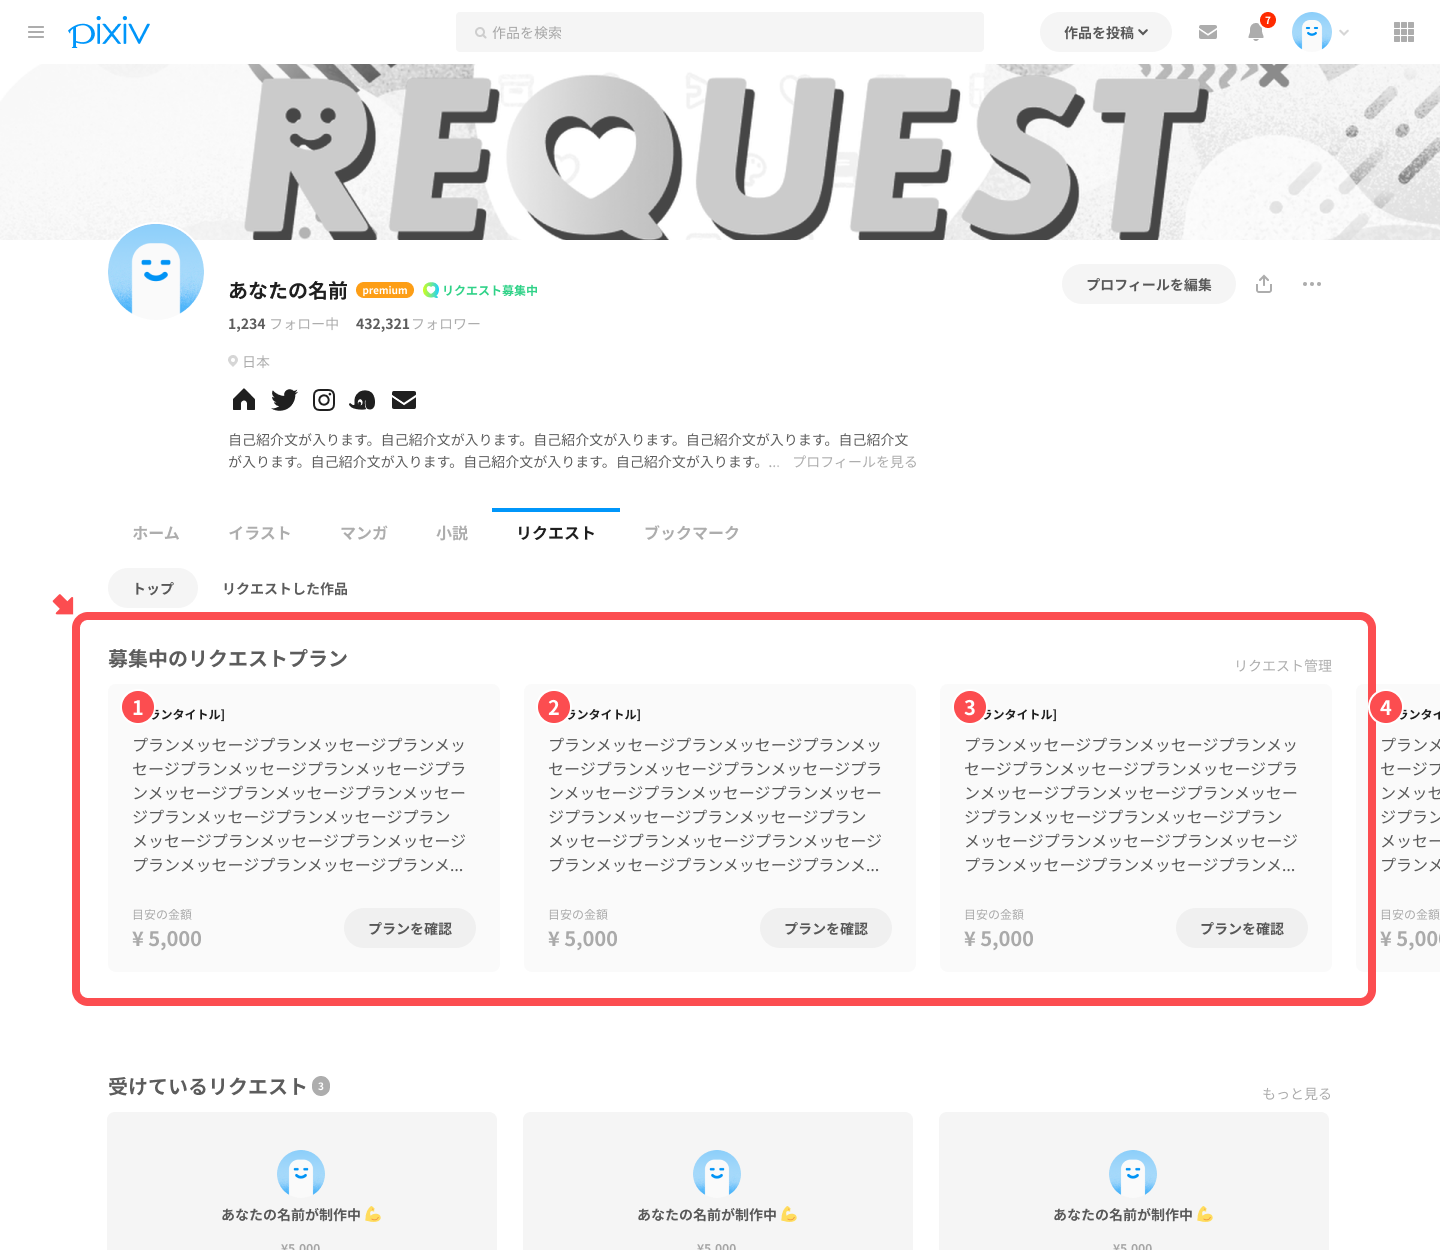 pixiv
作品を検索
作品を投稿
7
REQUEST
あなたの名前 premium リクエスト募集中
プロフィールを編集
1,234 フォロー中 432,321フォロワー
日本
自己紹介文が入ります。自己紹介文が入ります。自己紹介文が入ります。自己紹介文が入ります。自己紹介文
が入ります。自己紹介文が入ります。自己紹介文が入ります。自己紹介文が入ります。... プロフィールを見る
ホーム イラスト マンガ 小説 リクエスト ブックマーク
トップ リクエストした作品
募集中のリクエストプラン
リクエスト管理
1 ランタイトル]
プランメッセージプランメッセージプランメッ
セージプランメッセージプランメッセージプラ
ンメッセージプランメッセージプランメッセー
ジプランメッセージプランメッセージプラン
メッセージプランメッセージプランメッセージ
プランメッセージプランメッセージプランメ...
目安の金額
¥ 5,000
プランを確認
2 ランタイトル]
プランメッセージプランメッセージプランメッ
セージプランメッセージプランメッセージプラ
ンメッセージプランメッセージプランメッセー
ジプランメッセージプランメッセージプラン
メッセージプランメッセージプランメッセージ
プランメッセージプランメッセージプランメ...
目安の金額
¥ 5,000
プランを確認
3 ランタイトル]
プランメッセージプランメッセージプランメッ
セージプランメッセージプランメッセージプラ
ンメッセージプランメッセージプランメッセー
ジプランメッセージプランメッセージプラン
メッセージプランメッセージプランメッセージ
プランメッセージプランメッセージプランメ...
目安の金額
¥ 5,000
プランを確認
4 ランタイ
プランメ
セージプ
ンメッセ
ジプラン
メッセー
プランメ
目安の金額
¥ 5,000
受けているリクエスト 3
もっと見る
あなたの名前が制作中
¥5,000
あなたの名前が制作中
¥5,000
あなたの名前が制作中
¥5,000